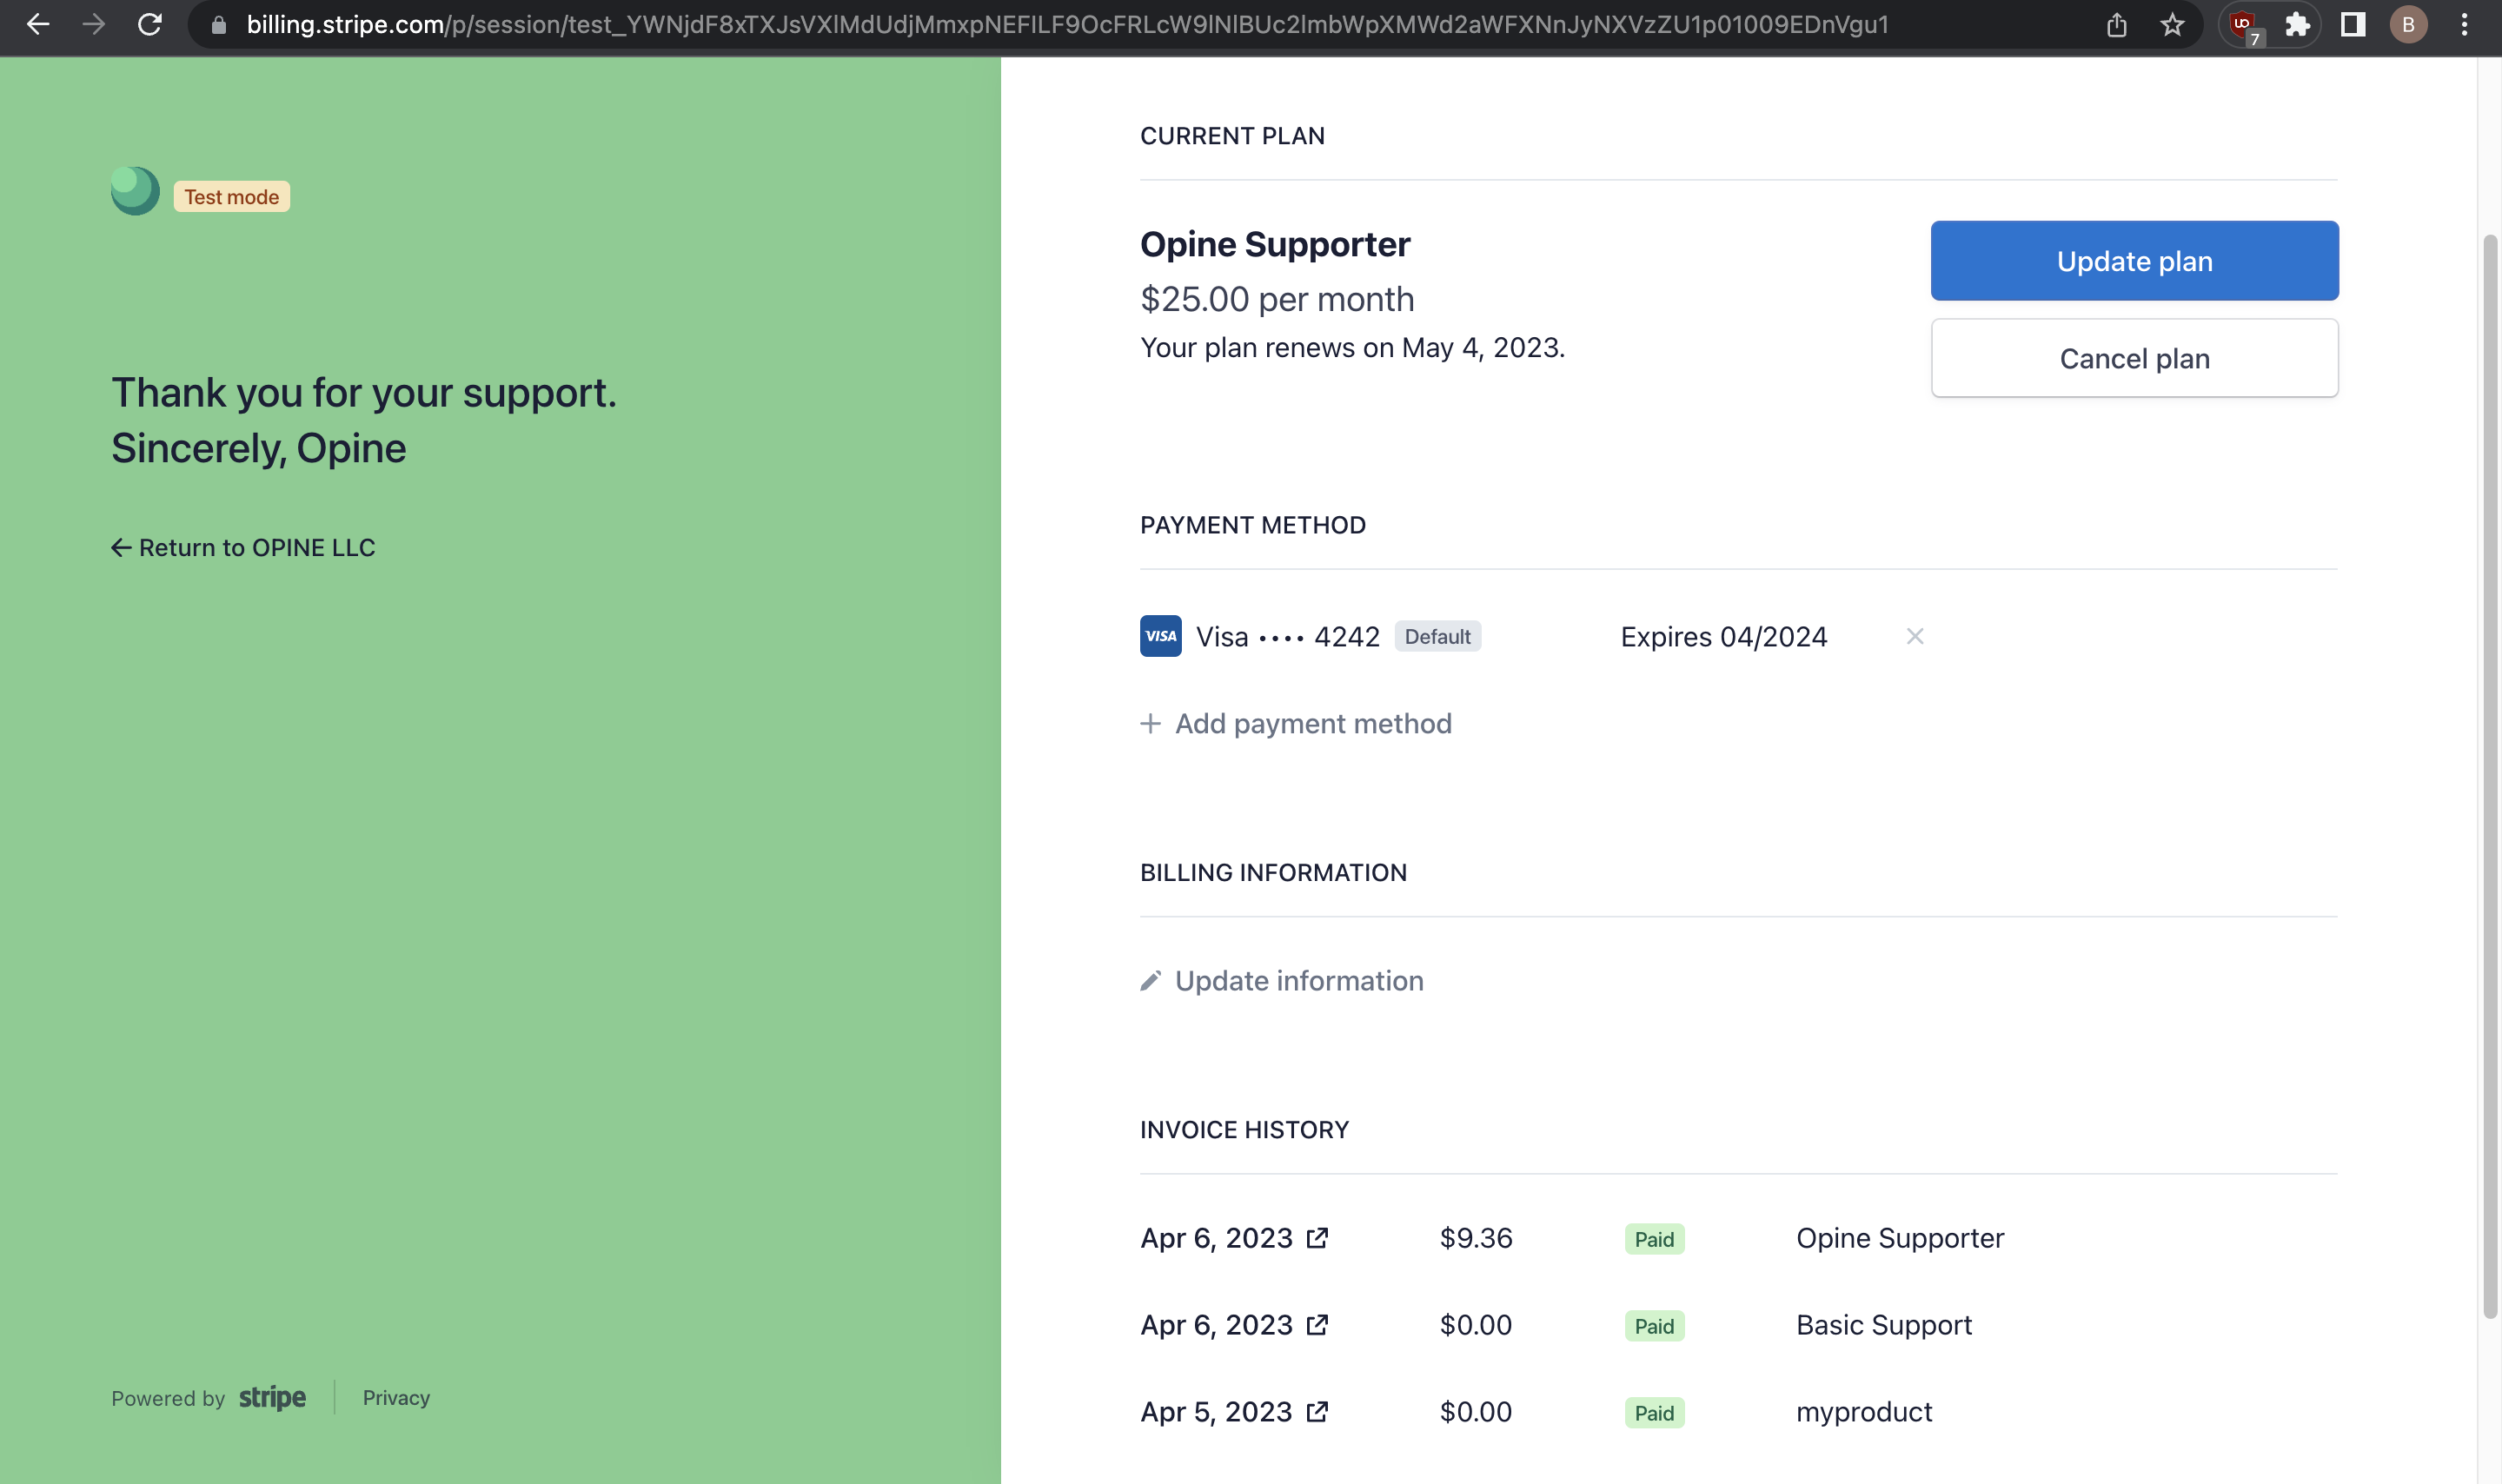 billing.stripe.com/p/session/test_YWNjdF8xTXJsVXlMdUdjMmxpNEFILF9OcFRLcW9lNlBUc2lmbWpXMWd2aWFXNnJyNXVzZU1p01009EDnVgu1
7
B
Test mode
Thank you for your support.
Sincerely, Opine
Return to OPINE LLC
Powered by stripe
Privacy
CURRENT PLAN
Opine Supporter
$25.00 per month
Your plan renews on May 4, 2023.
Update plan
Cancel plan
PAYMENT METHOD
VISA Visa •••• 4242 Default Expires 04/2024
Add payment method
BILLING INFORMATION
Update information
INVOICE HISTORY
Apr 6, 2023 $9.36 Paid Opine Supporter
Apr 6, 2023 $0.00 Paid Basic Support
Apr 5, 2023 $0.00 Paid myproduct